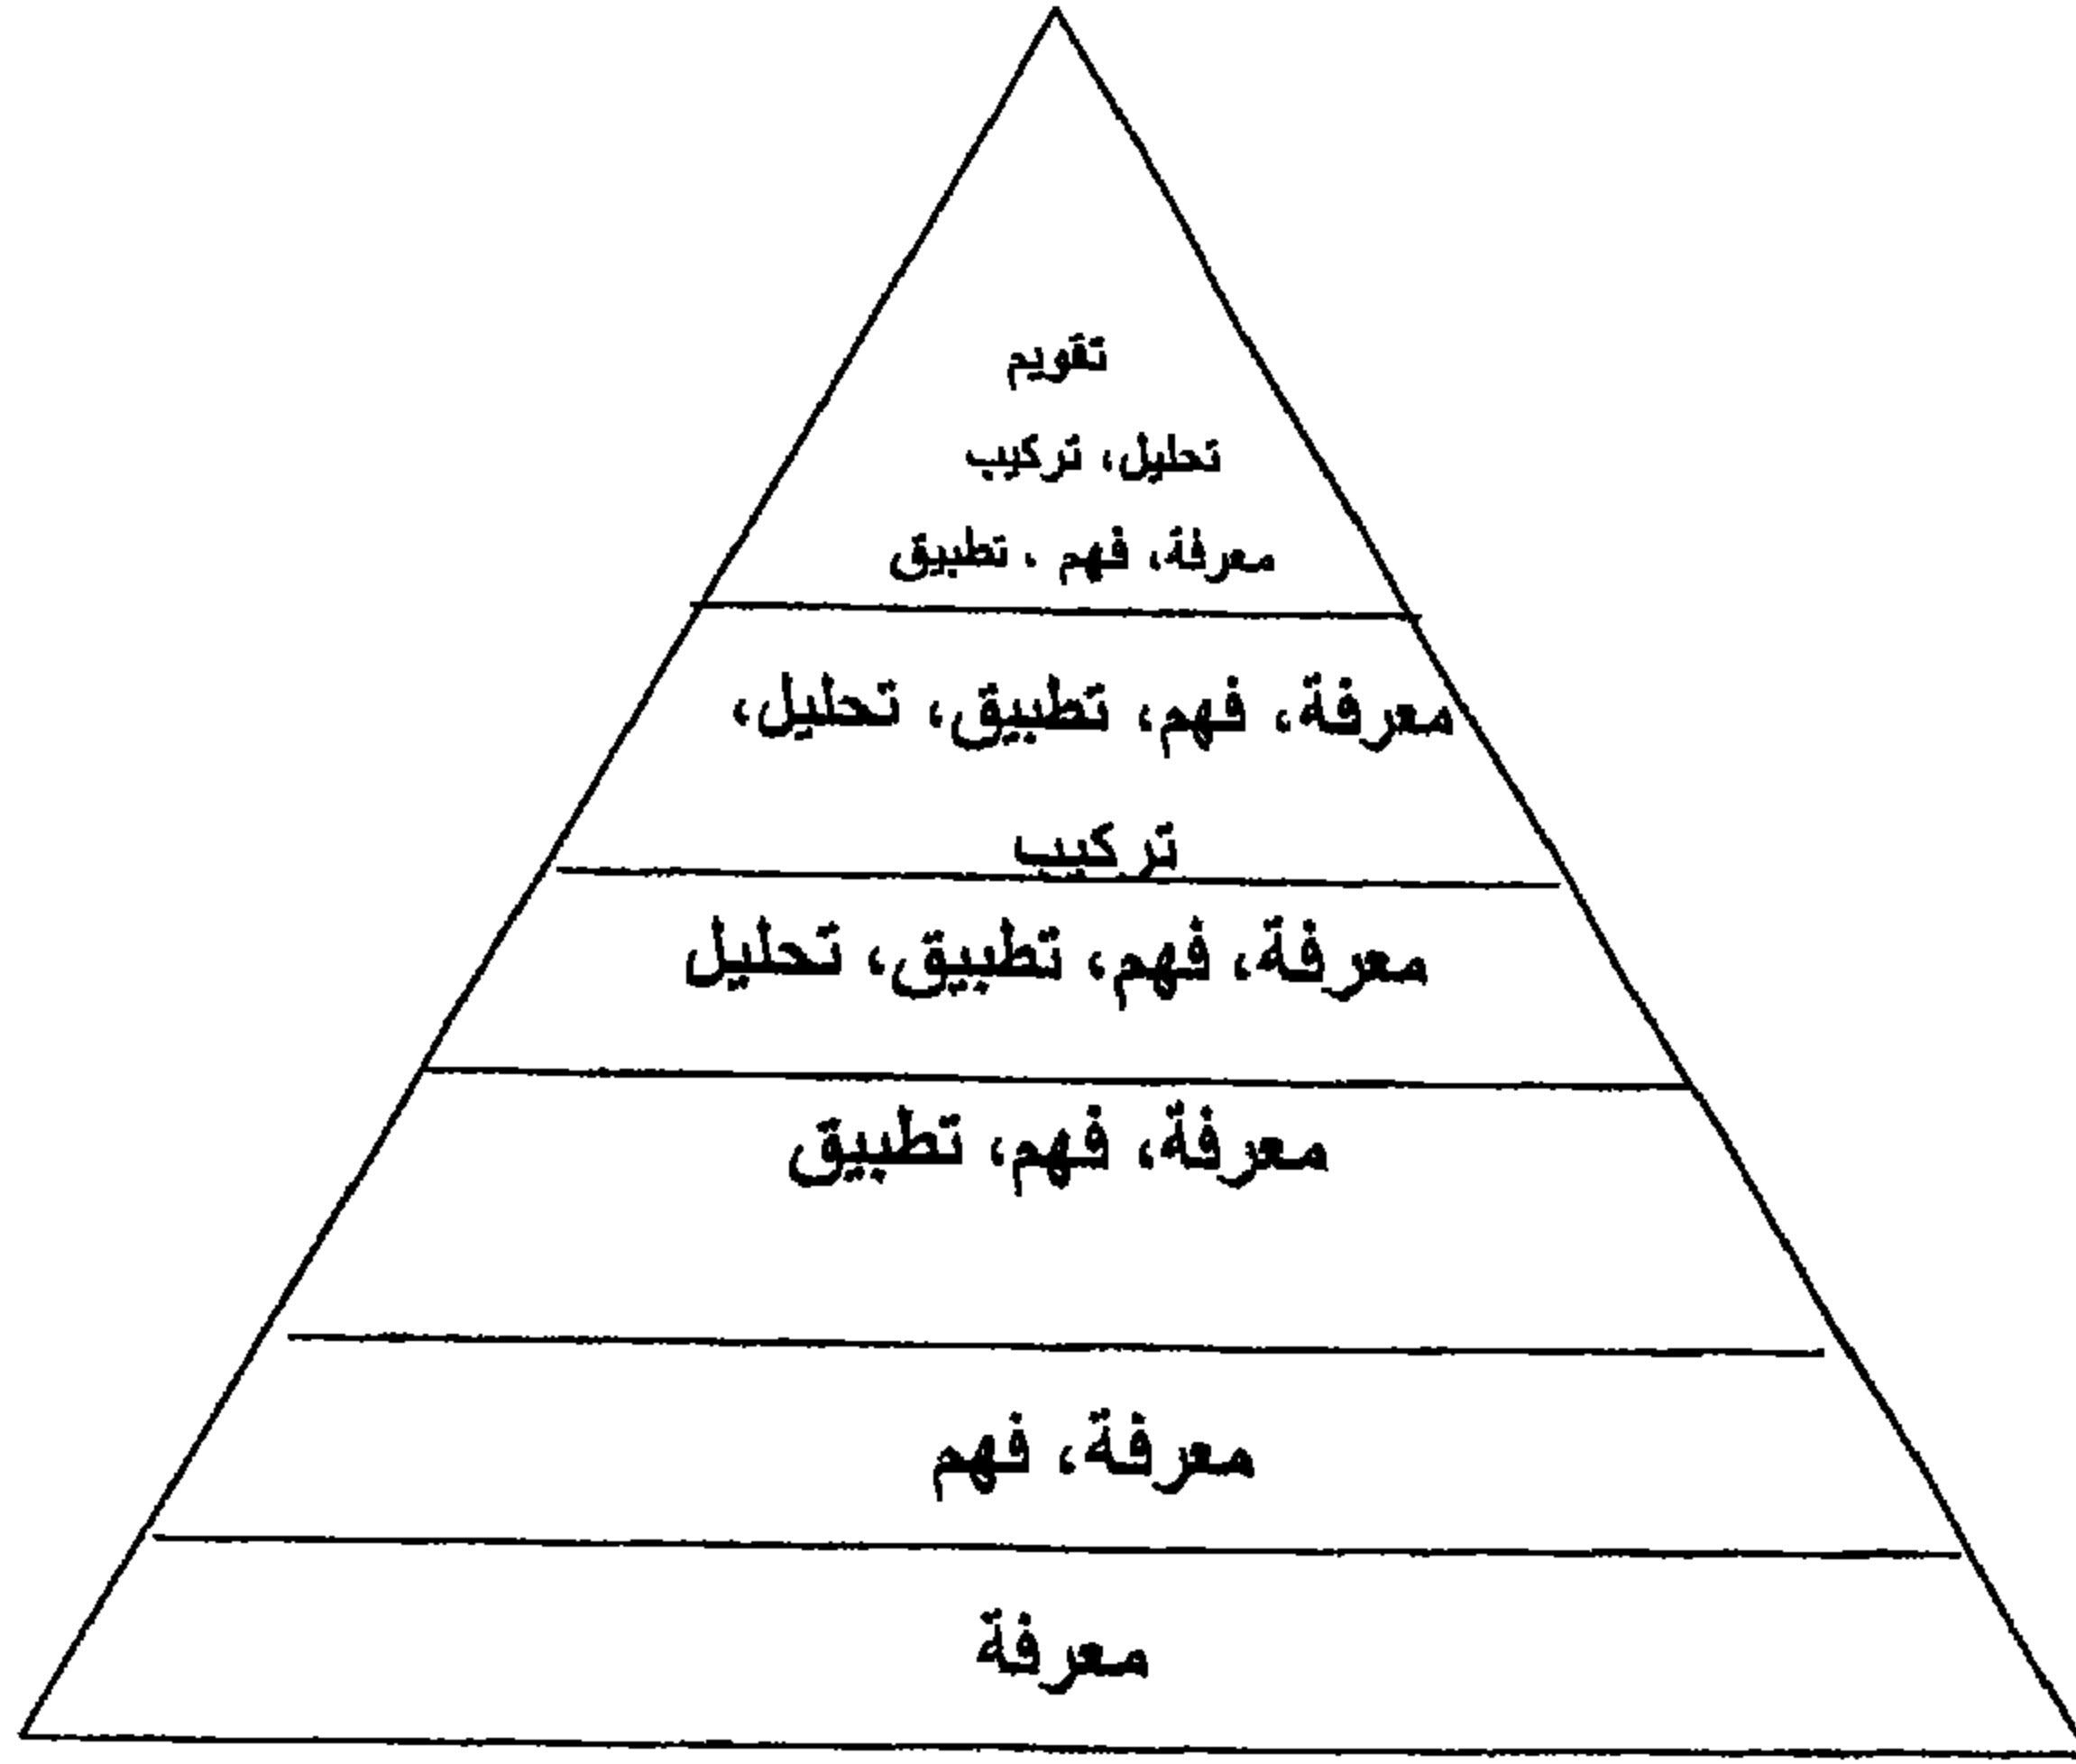 تقويم
تحليل، تركيب
معرفة، فهم ، تطبيق
معرفة، فهم، تطبيق، تحليل،
تركيب
معرفة، فهم، تطبيق، تحليل
معرفة، فهم، تطبيق
معرفة، فهم
معرفة